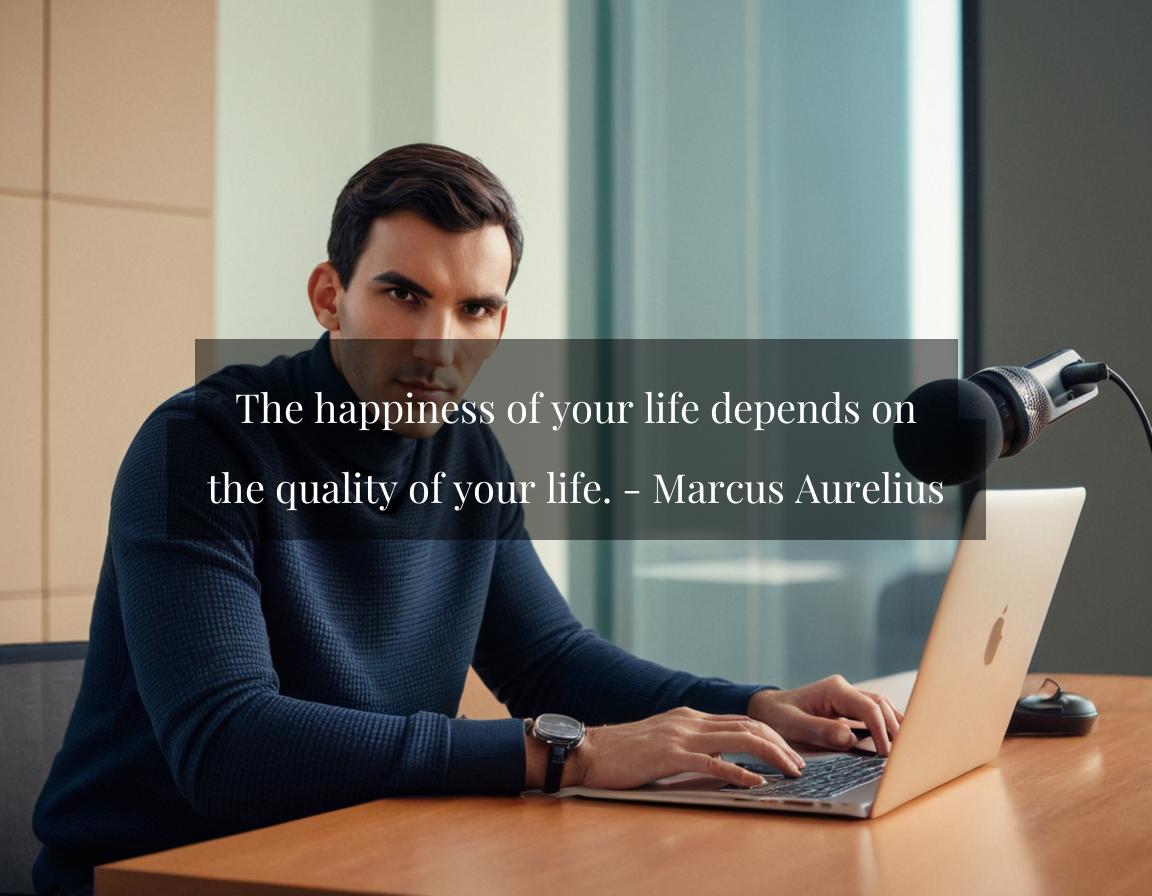 The happiness of your life depends on
the quality of your life. - Marcus Aurelius